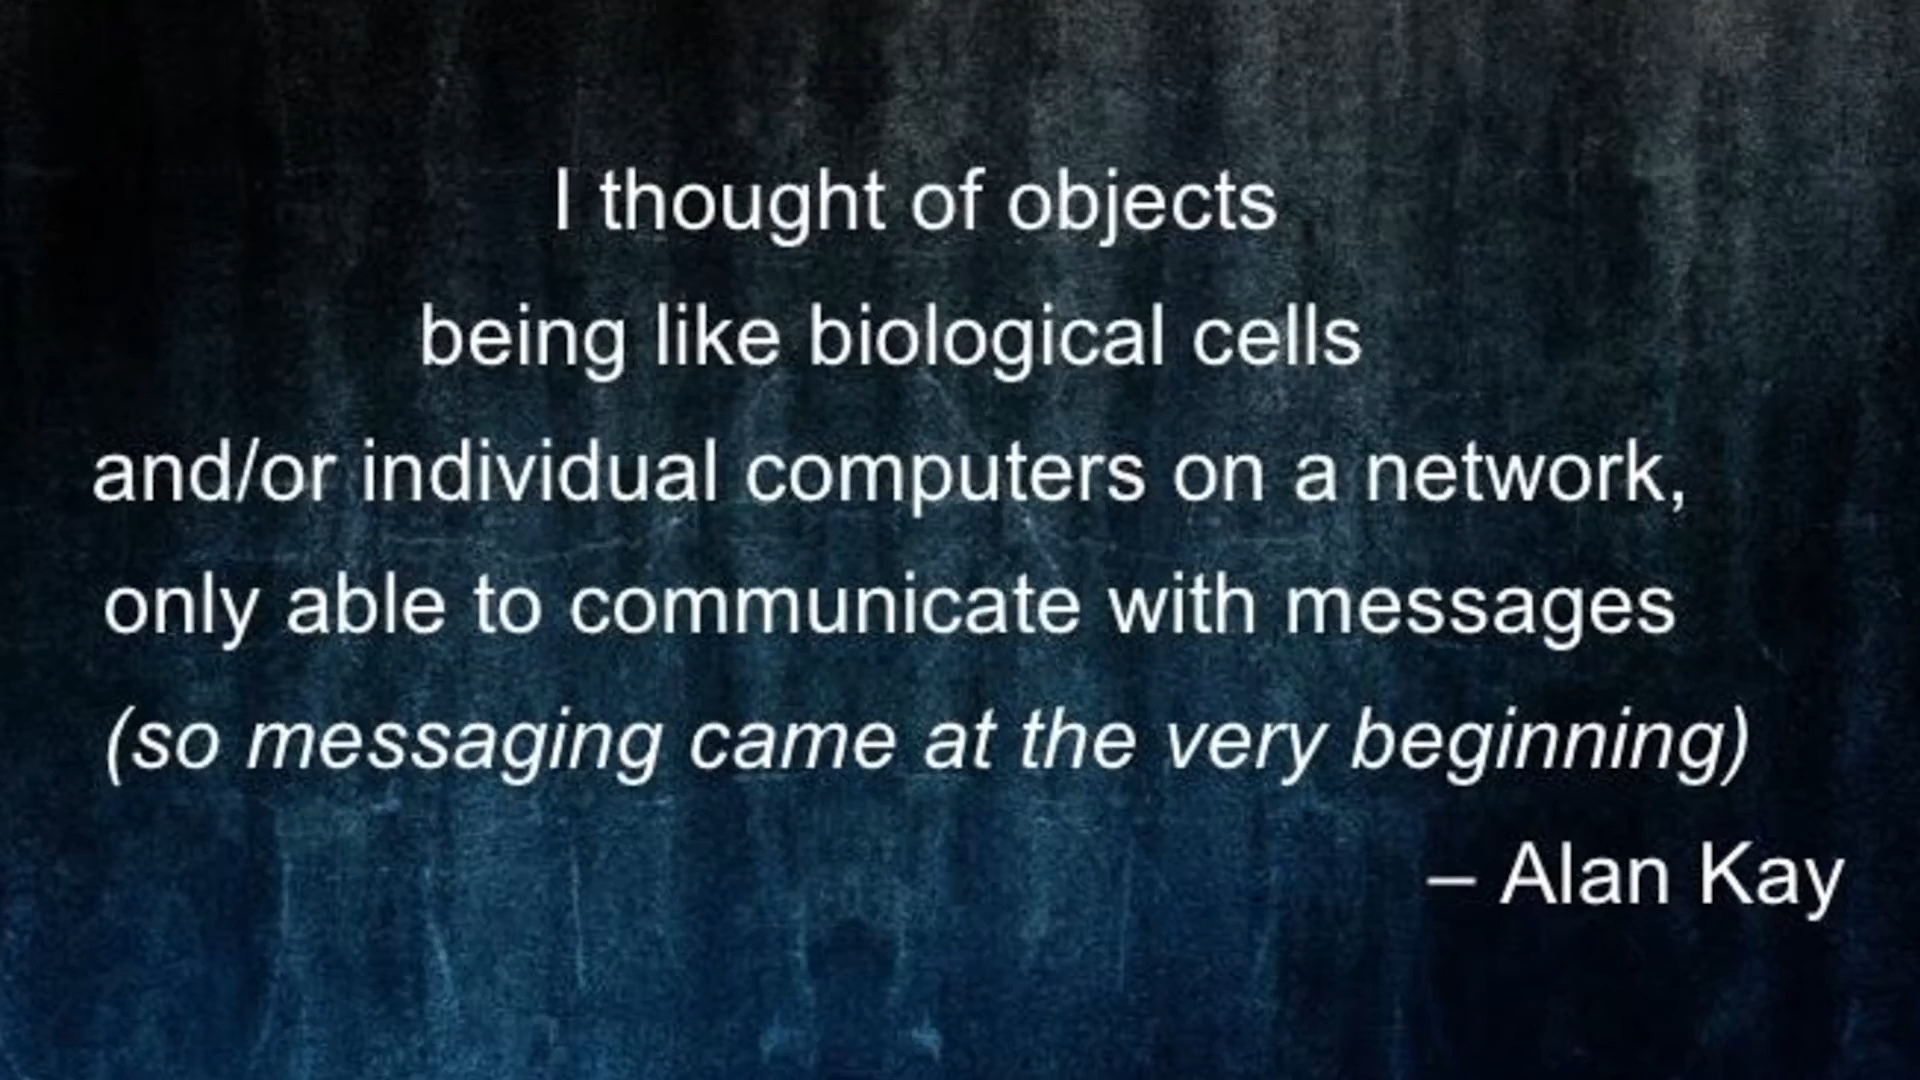 I thought of objects
being like biological cells
and/or individual computers on a network,
only able to communicate with messages
(so messaging came at the very beginning)
– Alan Kay